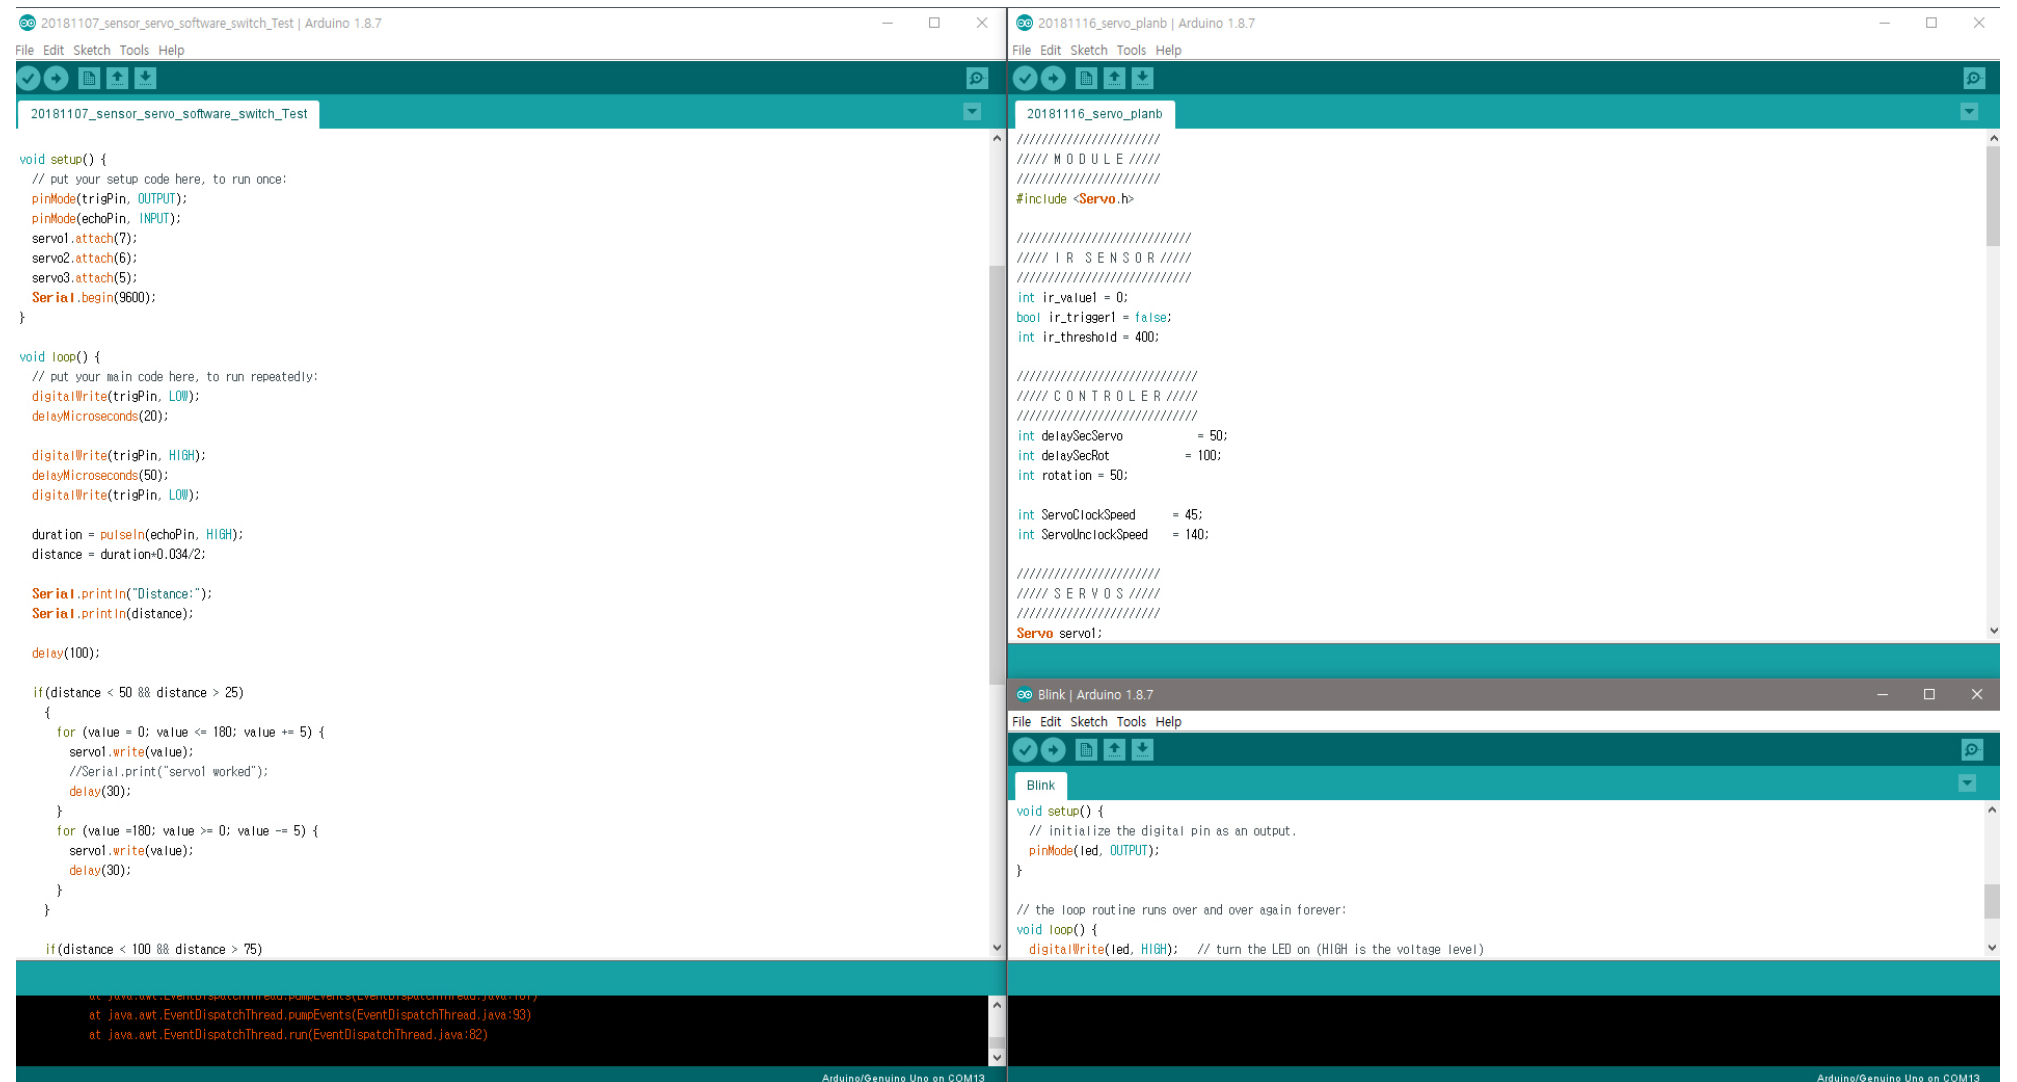 20181107_sensor_servo_software_switch_Test | Arduino 1.8.7
File Edit Sketch Tools Help
20181107_sensor_servo_software_switch_Test
void setup() {
// put your setup code here, to run once:
pinMode(trigPin, OUTPUT);
pinMode(echoPin, INPUT);
servo1.attach(7);
servo2.attach(6);
servo3.attach(5);
Serial.begin(9600);
}
void loop() {
// put your main code here, to run repeatedly:
digitalWrite(trigPin, LOW);
delayMicroseconds(20);
digitalWrite(trigPin, HIGH);
delayMicroseconds(50);
digitalWrite(trigPin, LOW);
duration = pulseIn(echoPin, HIGH);
distance = duration*0.034/2;
Serial.println("Distance:");
Serial.println(distance);
delay(100);
if(distance < 50 && distance > 25)
{
for (value = 0; value <= 180; value += 5) {
servo1.write(value);
//Serial.print("servo1 worked");
delay(30);
}
for (value =180; value >= 0; value -= 5) {
servo1.write(value);
delay(30);
}
}
if(distance < 100 && distance > 75)
at java.awt.EventDispatchThread.pumpEvents(EventDispatchThread.java:101)
at java.awt.EventDispatchThread.pumpEvents(EventDispatchThread.java:93)
at java.awt.EventDispatchThread.run(EventDispatchThread.java:82)
Arduino/Genuino Uno on COM13
20181116_servo_planb | Arduino 1.8.7
File Edit Sketch Tools Help
20181116_servo_planb
///////////////////////
///// M O D U L E /////
///////////////////////
#include <Servo.h>
////////////////////////////
///// I R  S E N S O R /////
////////////////////////////
int ir_value1 = 0;
bool ir_trigger1 = false;
int ir_threshold = 400;
/////////////////////////////
///// C O N T R O L E R /////
/////////////////////////////
int delaySecServo = 50;
int delaySecRot = 100;
int rotation = 50;
int ServoClockSpeed = 45;
int ServoUnclockSpeed = 140;
///////////////////////
///// S E R V O S /////
///////////////////////
Servo servo1;
Blink | Arduino 1.8.7
File Edit Sketch Tools Help
Blink
void setup() {
// initialize the digital pin as an output.
pinMode(led, OUTPUT);
}
// the loop routine runs over and over again forever:
void loop() {
digitalWrite(led, HIGH); // turn the LED on (HIGH is the voltage level)
Arduino/Genuino Uno on COM13